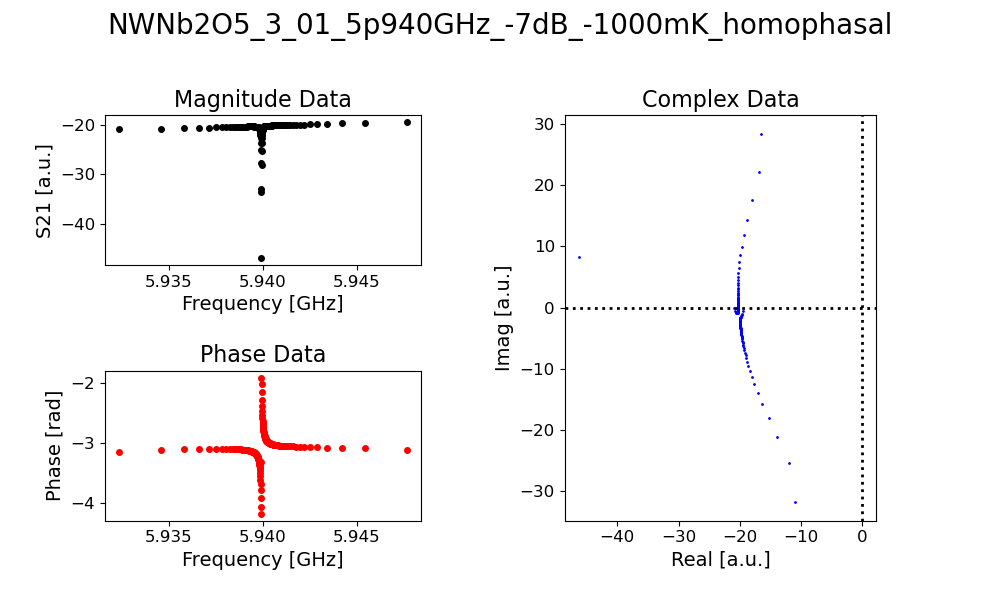 NWNb2O5_3_01_5p940GHz_-7dB_-1000mK_homophasal
Magnitude Data
S21 [a.u.]
−20
−30
−40
5.935 5.940 5.945
Frequency [GHz]
Phase Data
Phase [rad]
−2
−3
−4
5.935 5.940 5.945
Frequency [GHz]
Complex Data
Imag [a.u.]
30
20
10
0
−10
−20
−30
−40 −30 −20 −10 0
Real [a.u.]